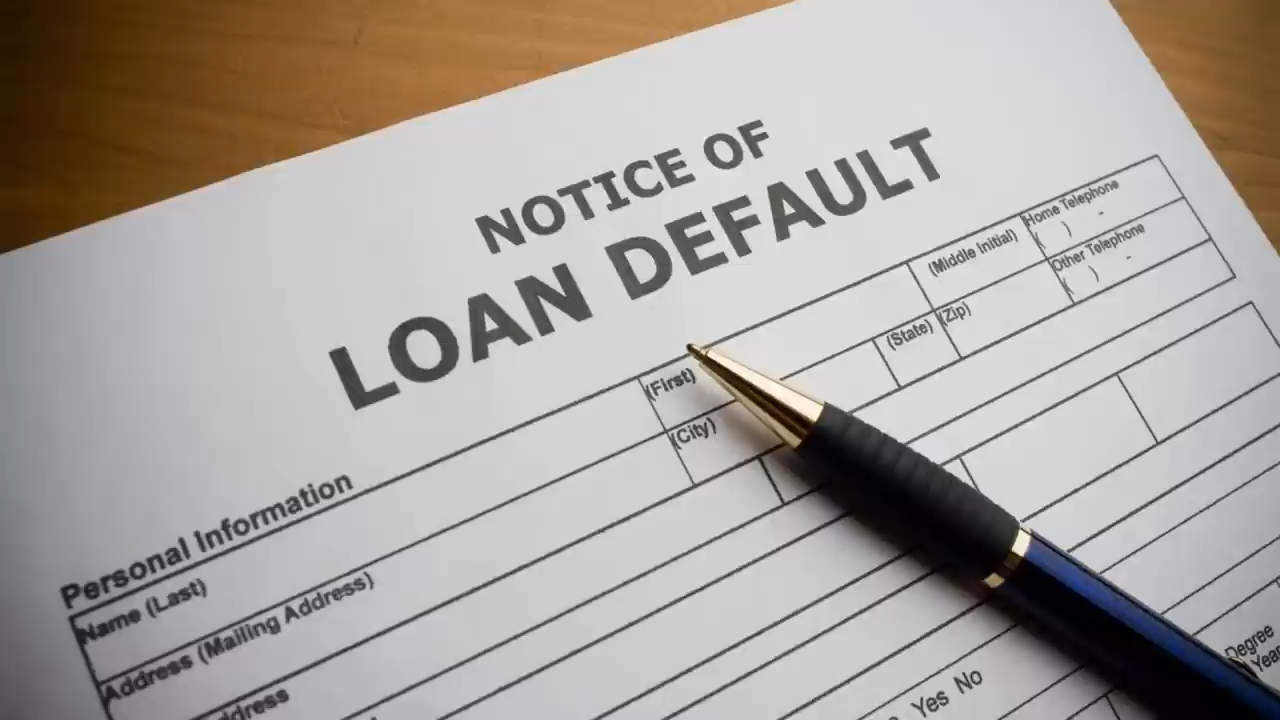 NOTICE OF
LOAN DEFAULT
Personal Information
Name (Last)
(First)
(Middle Initial)
Home Telephone
( ) -
Address (Mailing Address)
(City)
(State)
(Zip)
Other Telephone
( ) -
Yes No
Degree
Year